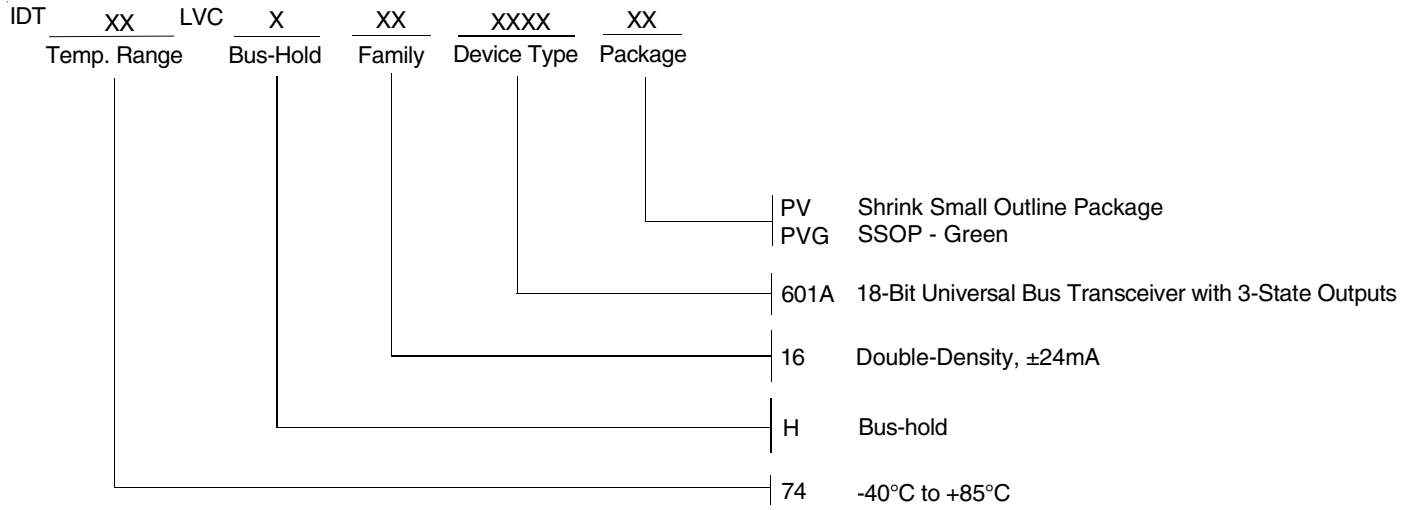 IDT XX LVC X XX XXXX XX
Temp. Range Bus-Hold Family Device Type Package
PV Shrink Small Outline Package
PVG SSOP - Green
601A 18-Bit Universal Bus Transceiver with 3-State Outputs
16 Double-Density, ±24mA
H Bus-hold
74 -40°C to +85°C